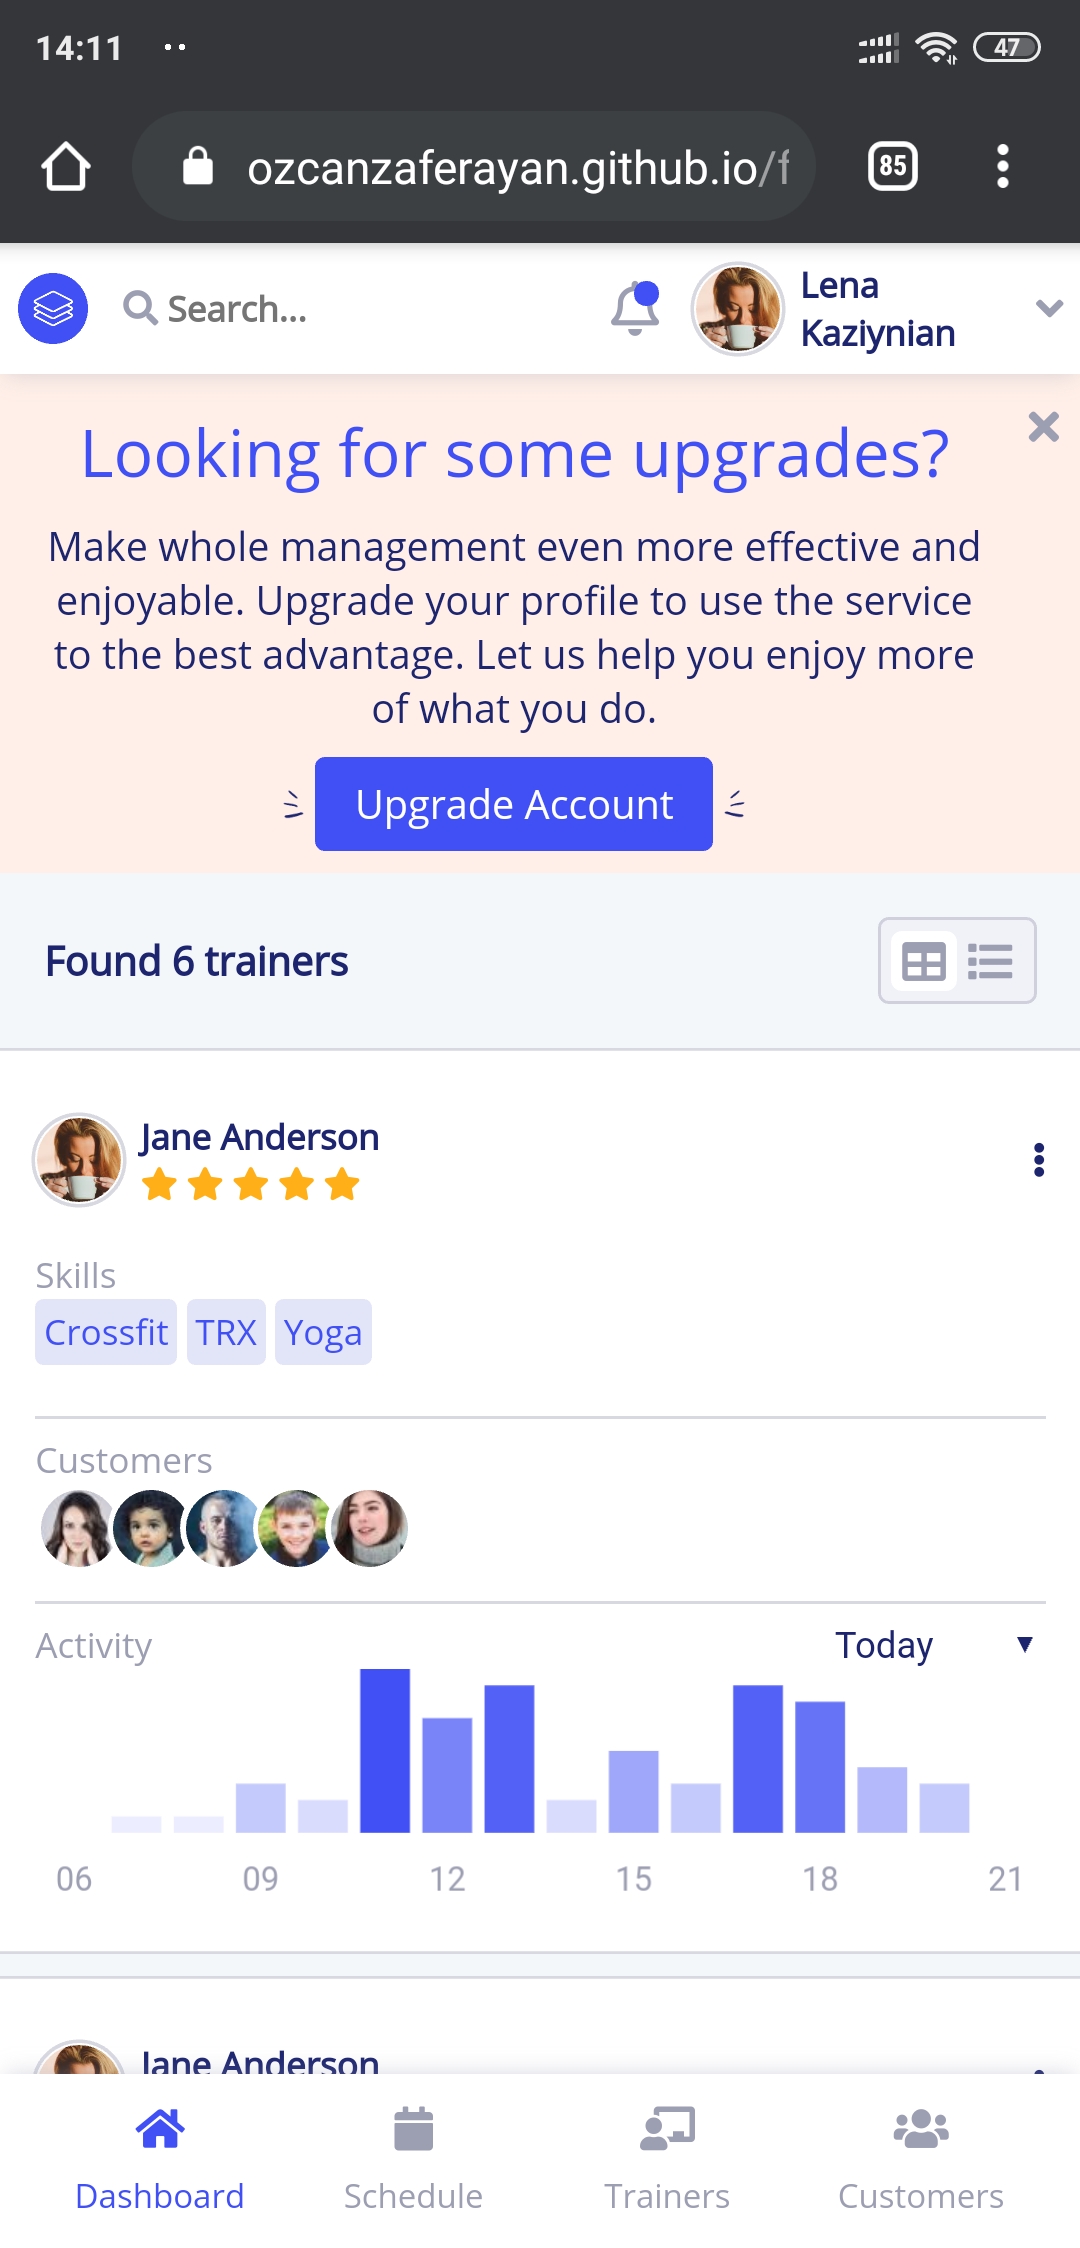 14:11
47
ozcanzaferayan.github.io/f
85
Search...
Lena
Kaziynian
Looking for some upgrades?
Make whole management even more effective and
enjoyable. Upgrade your profile to use the service
to the best advantage. Let us help you enjoy more
of what you do.
Upgrade Account
Found 6 trainers
Jane Anderson
Skills
Crossfit TRX Yoga
Customers
Activity
Today
06 09 12 15 18 21
Jane Anderson
Dashboard Schedule Trainers Customers